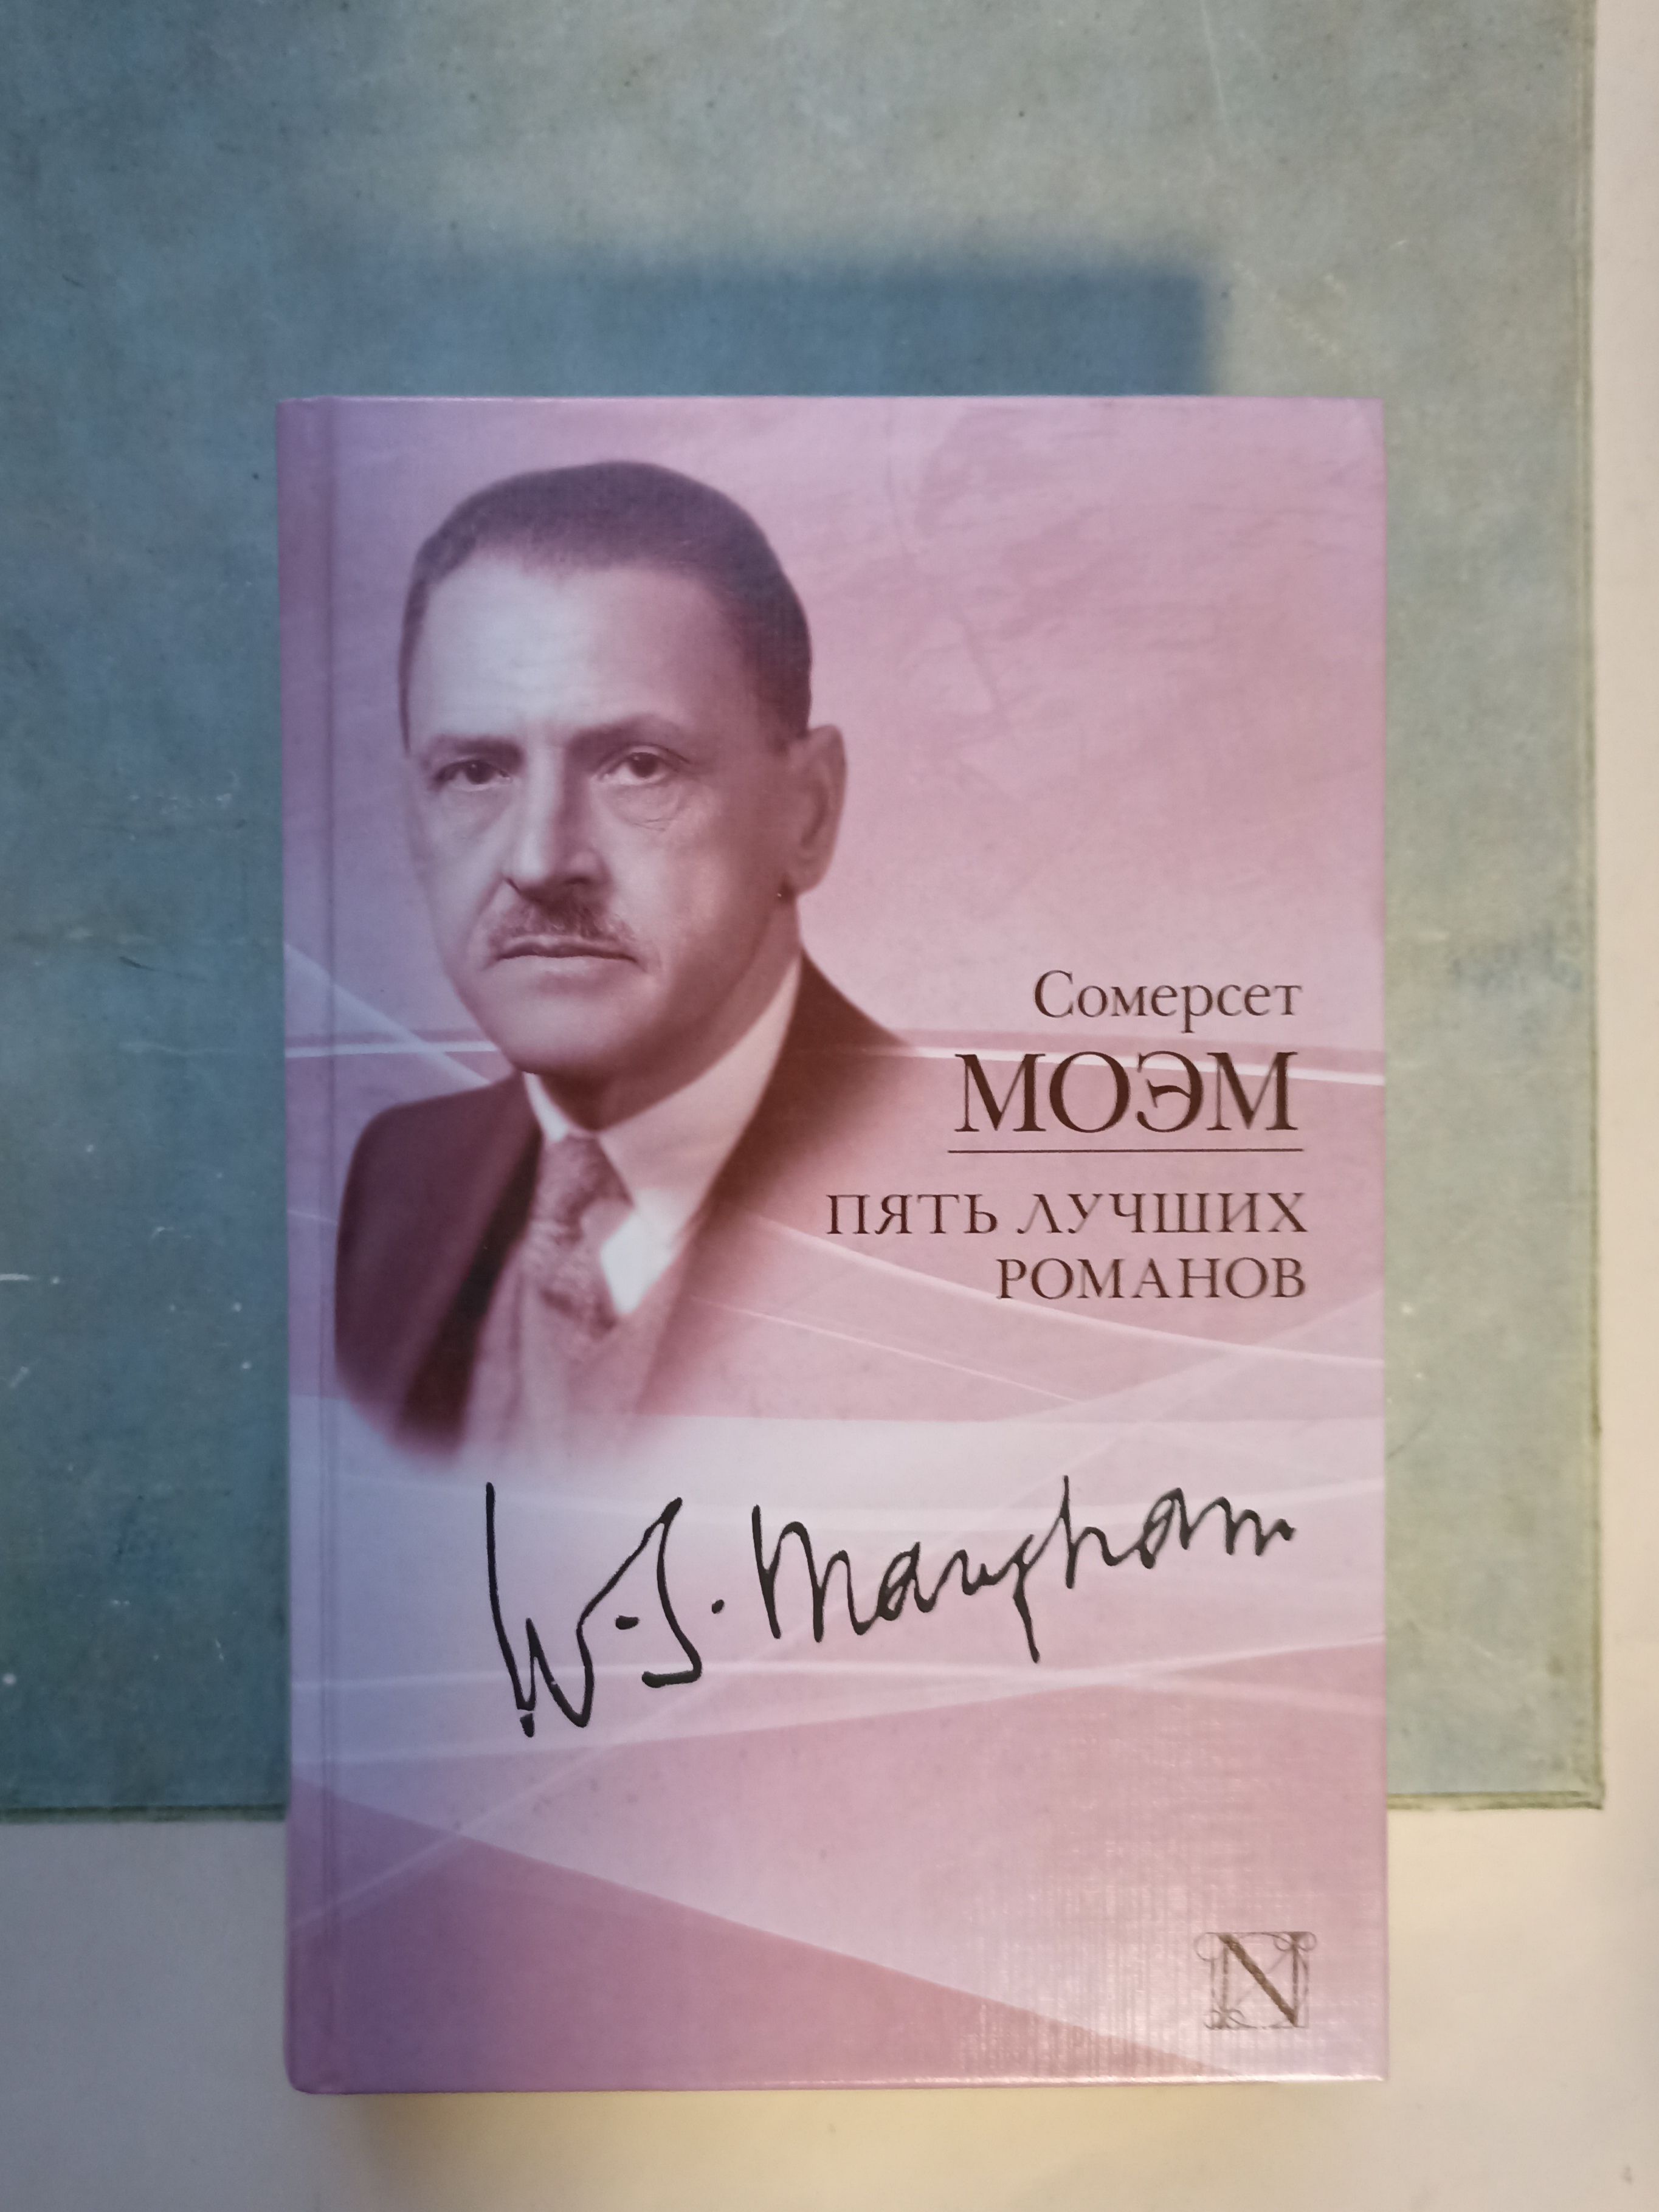 Сомерсет
МОЭМ
ПЯТЬ ЛУЧШИХ
РОМАНОВ
W. S. Maugham
N